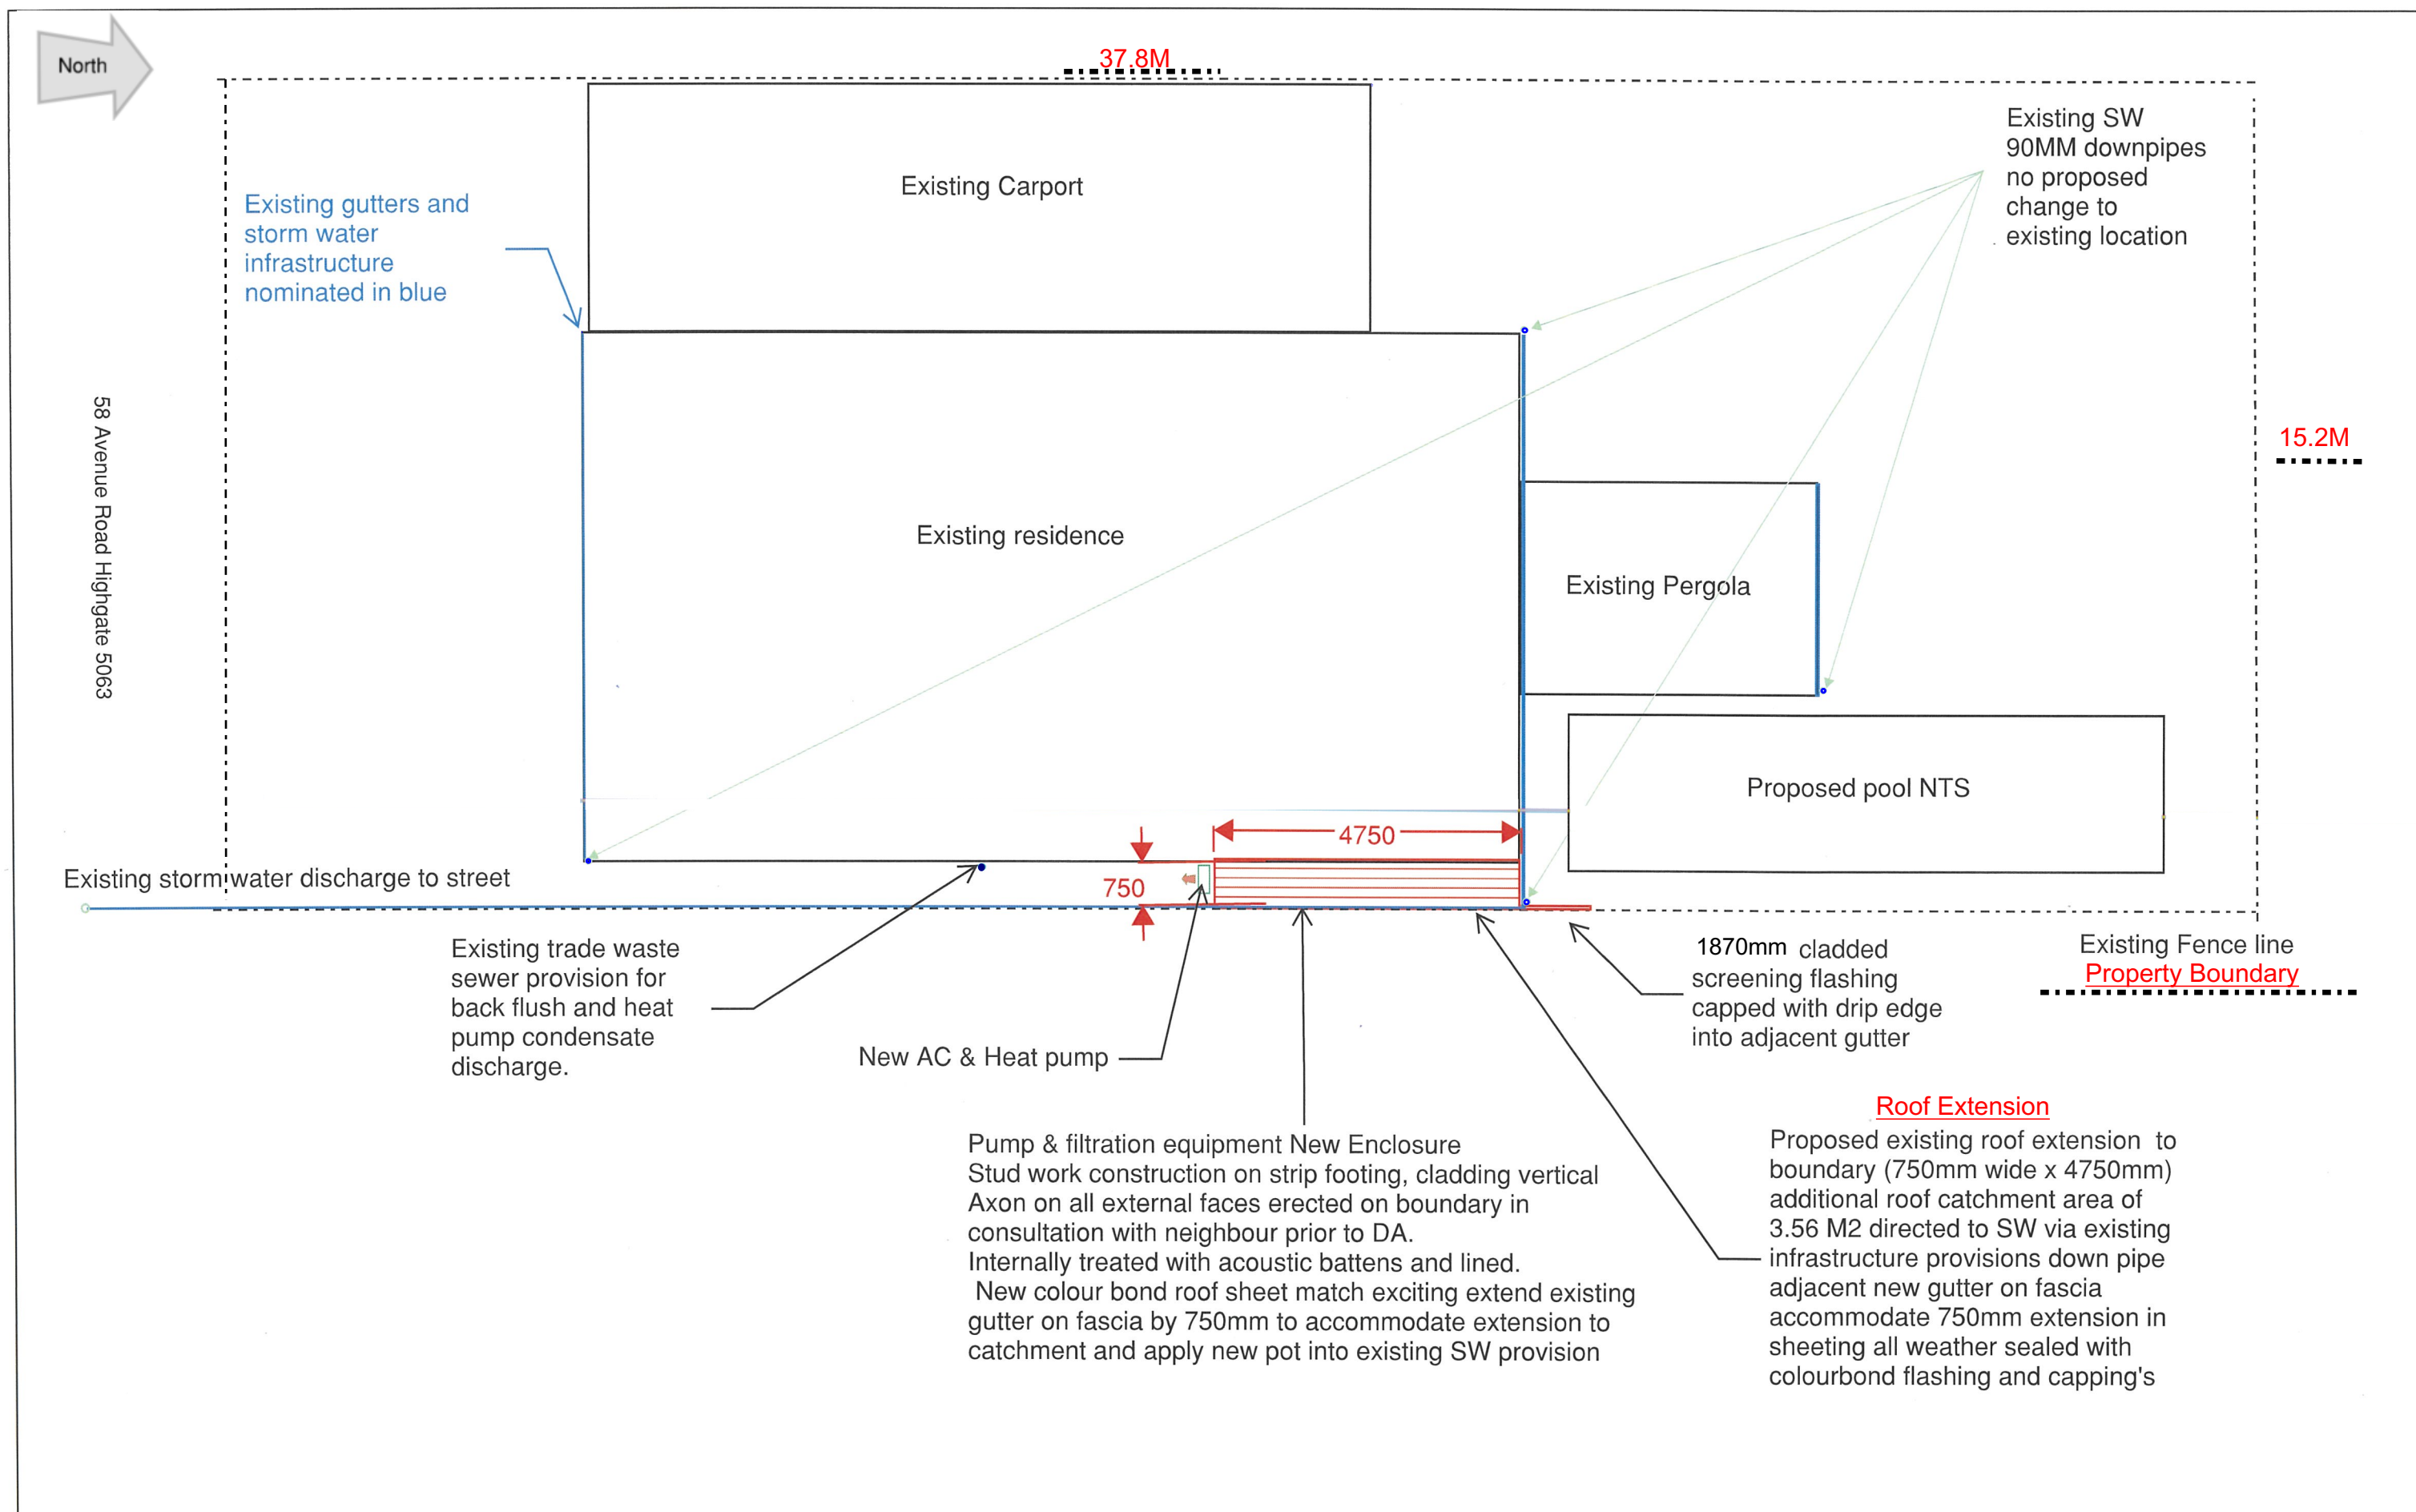 North
37.8M
Existing SW
90MM downpipes
no proposed
change to
existing location
Existing Carport
Existing gutters and
storm water
infrastructure
nominated in blue
58 Avenue Road Highgate 5063
15.2M
Existing residence
Existing Pergola
Proposed pool NTS
4750
750
Existing storm water discharge to street
Existing trade waste
sewer provision for
back flush and heat
pump condensate
discharge.
New AC & Heat pump
1870mm cladded
screening flashing
capped with drip edge
into adjacent gutter
Existing Fence line
Property Boundary
Pump & filtration equipment New Enclosure
Stud work construction on strip footing, cladding vertical
Axon on all external faces erected on boundary in
consultation with neighbour prior to DA.
Internally treated with acoustic battens and lined.
New colour bond roof sheet match exciting extend existing
gutter on fascia by 750mm to accommodate extension to
catchment and apply new pot into existing SW provision
Roof Extension
Proposed existing roof extension to
boundary (750mm wide x 4750mm)
additional roof catchment area of
3.56 M2 directed to SW via existing
infrastructure provisions down pipe
adjacent new gutter on fascia
accommodate 750mm extension in
sheeting all weather sealed with
colourbond flashing and capping's